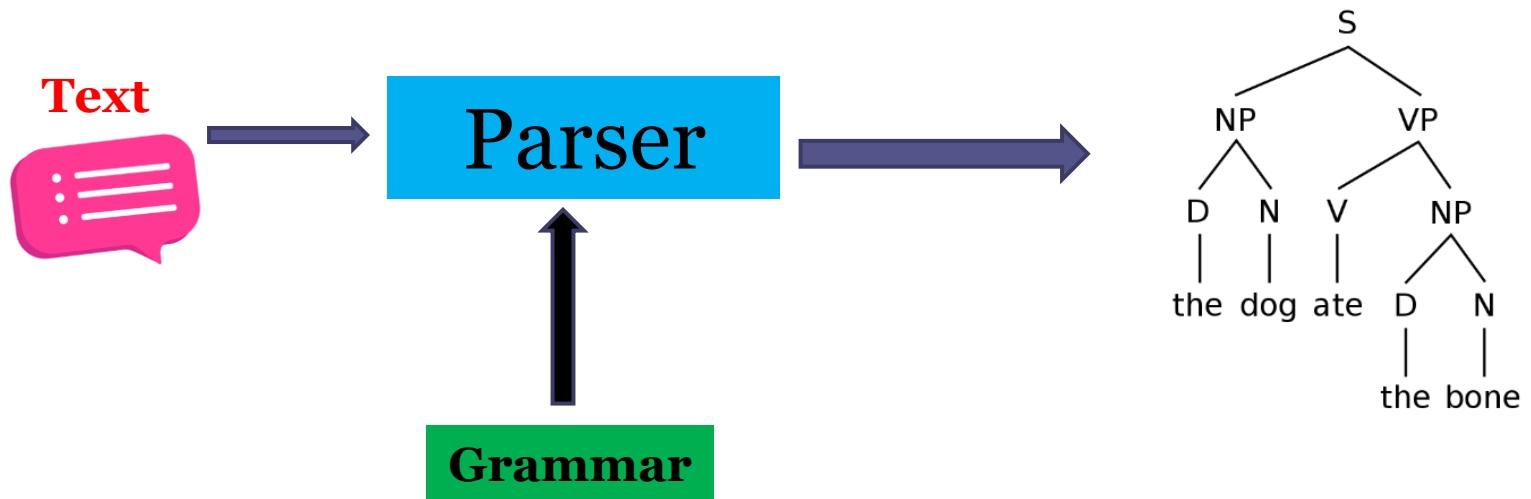 Text
Parser
Grammar
S
NP VP
D N V NP
the dog ate D N
the bone